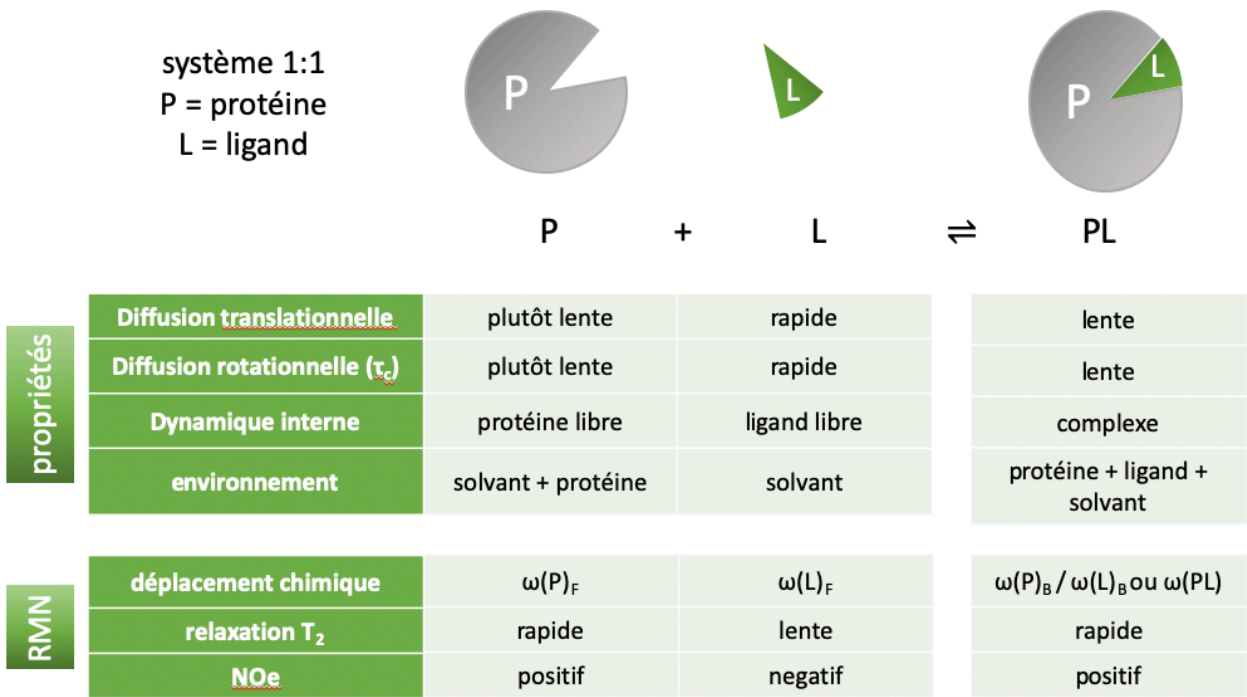 système 1:1
P = protéine
L = ligand
P
L
P
L
P + L ⇌ PL
propriétés
Diffusion translationnelle plutôt lente rapide lente
Diffusion rotationnelle (τc) plutôt lente rapide lente
Dynamique interne protéine libre ligand libre complexe
environnement solvant + protéine solvant protéine + ligand +
solvant
RMN
déplacement chimique ω(P)F ω(L)F ω(P)B / ω(L)B ou ω(PL)
relaxation T2 rapide lente rapide
NOe positif negatif positif